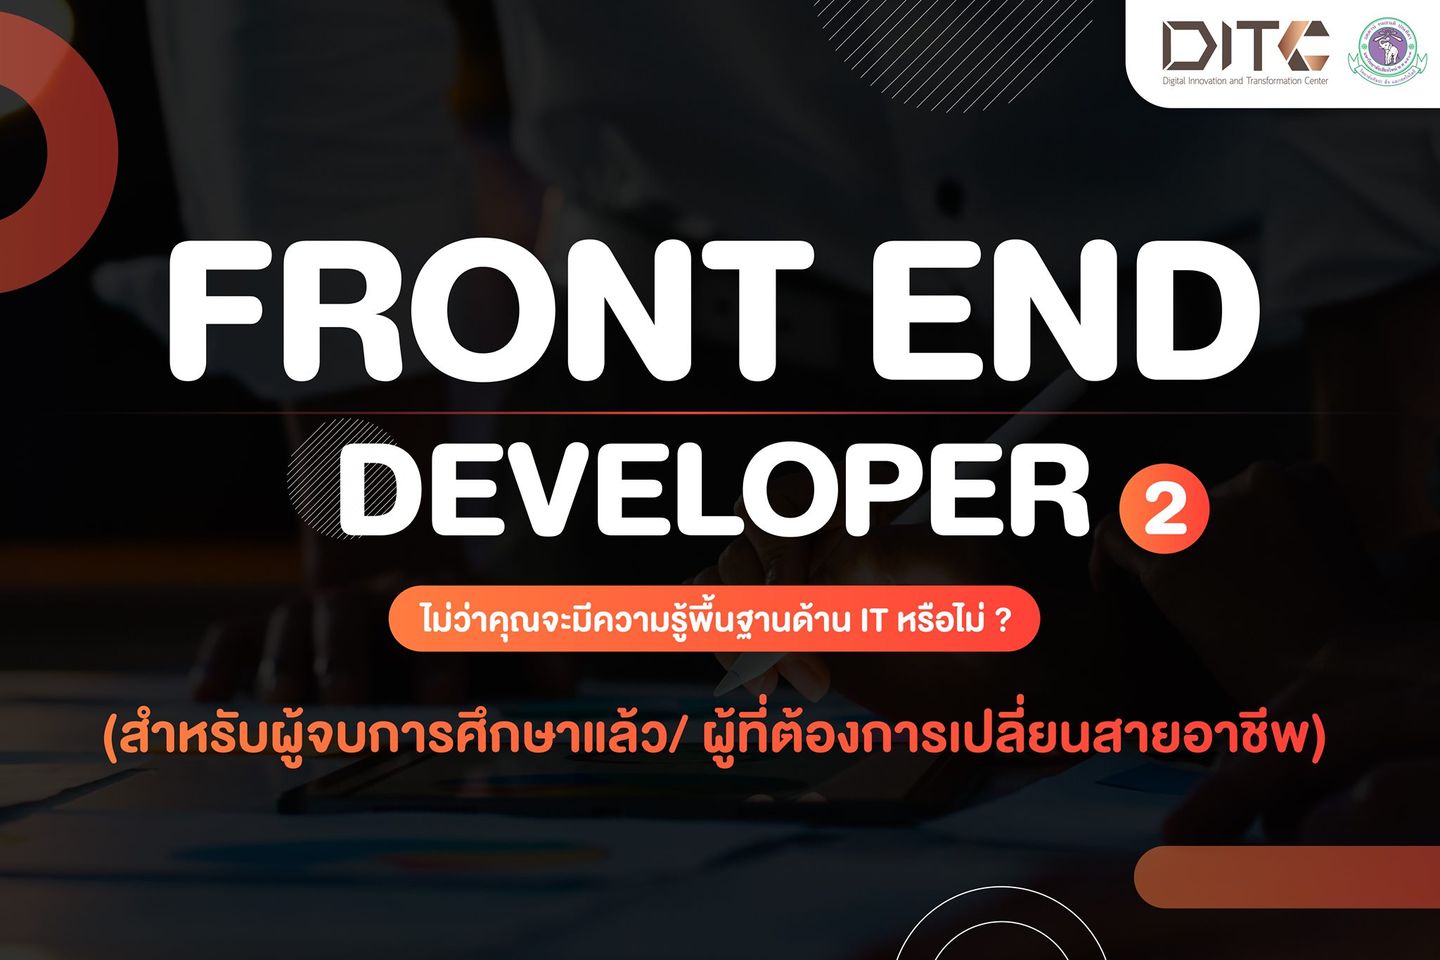 DITC
Digital Innovation and Transformation Center
FRONT END
DEVELOPER 2
ไม่ว่าคุณจะมีความรู้พื้นฐานด้าน IT หรือไม่ ?
(สำหรับผู้จบการศึกษาแล้ว/ ผู้ที่ต้องการเปลี่ยนสายอาชีพ)